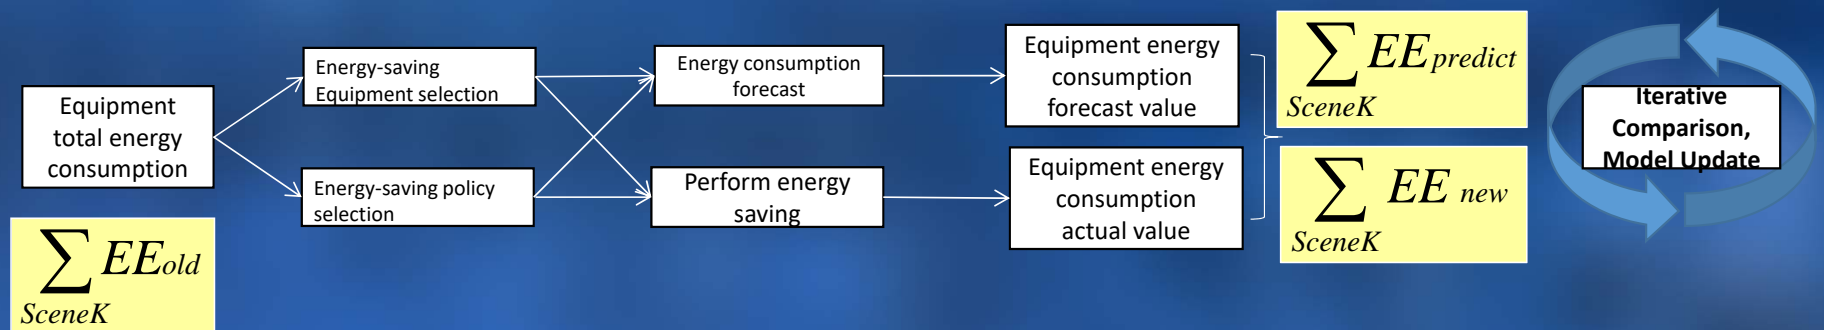 Equipment
total energy
consumption
∑ EEold
SceneK
Energy-saving
Equipment selection
Energy-saving policy
selection
Energy consumption
forecast
Perform energy
saving
Equipment energy
consumption
forecast value
Equipment energy
consumption
actual value
∑ EEpredict
SceneK
∑ EE new
SceneK
Iterative
Comparison,
Model Update